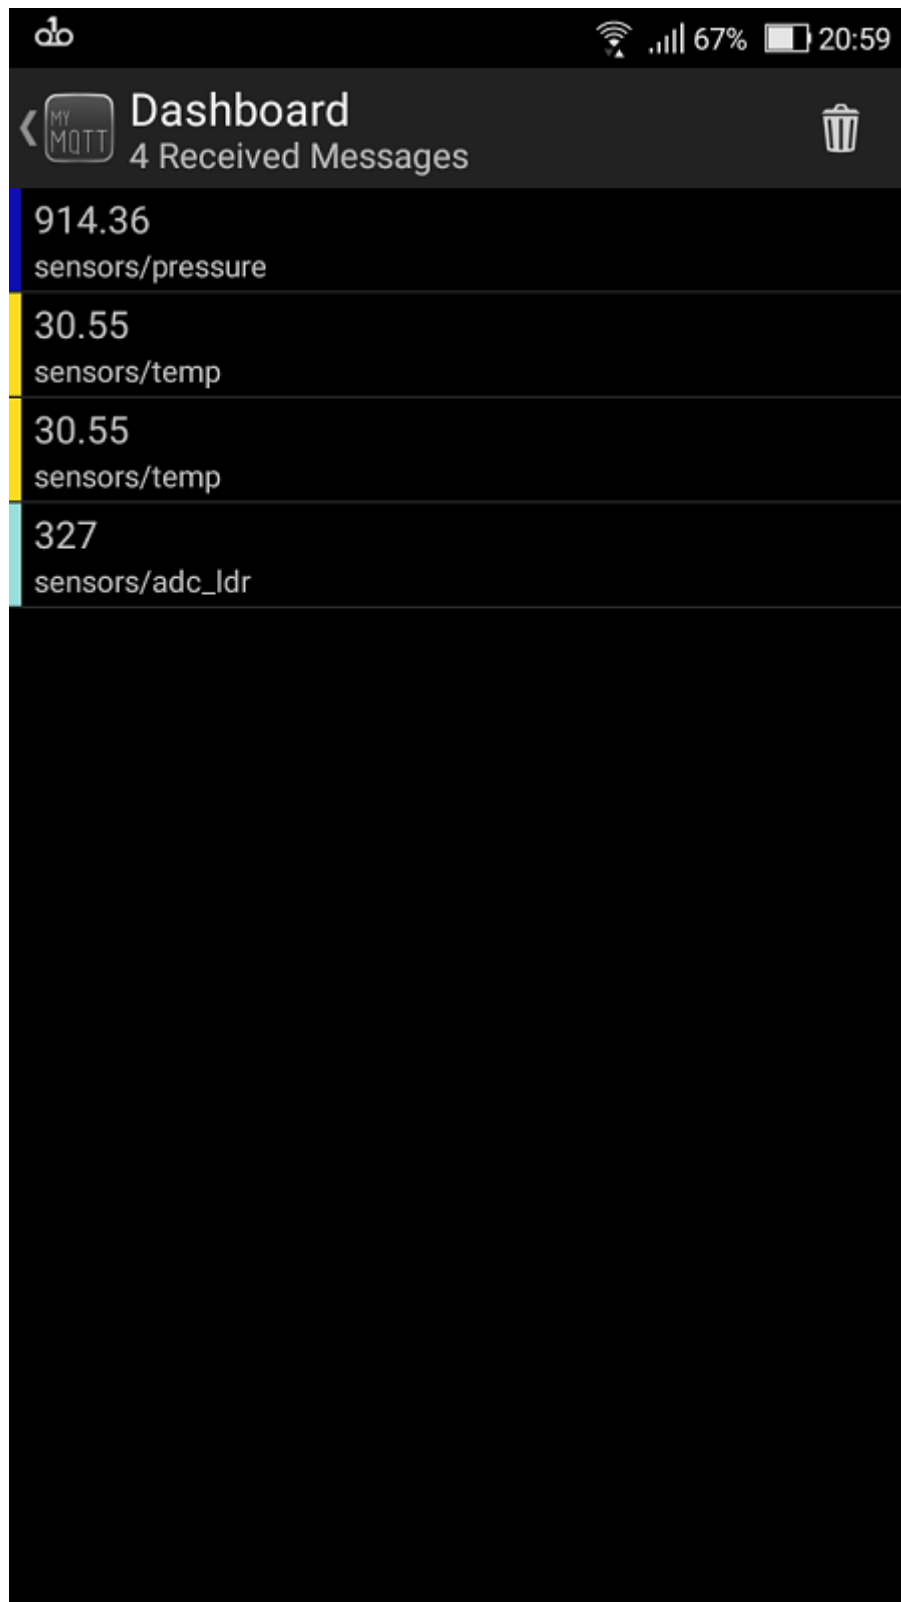 67% 20:59
MY
MQTT
Dashboard
4 Received Messages
914.36
sensors/pressure
30.55
sensors/temp
30.55
sensors/temp
327
sensors/adc_ldr